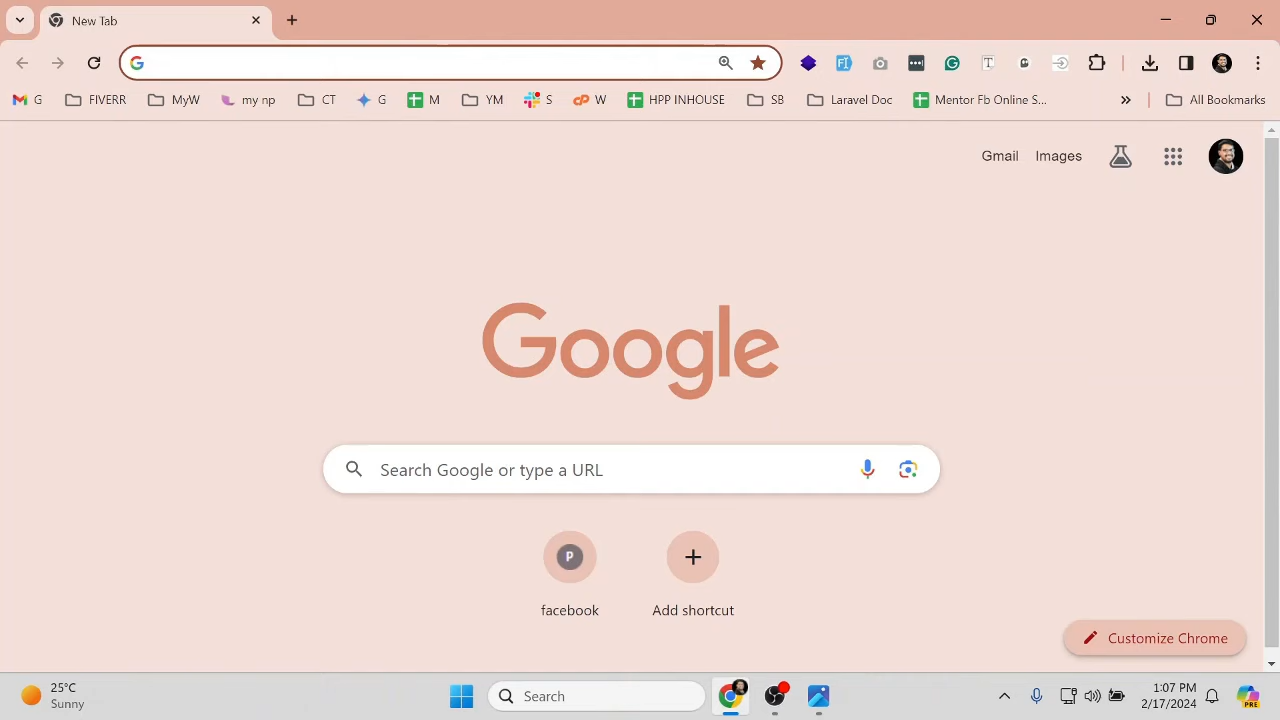 New Tab
G
FIVERR
MyW
my np
CT
G
M
YM
S
W
HPP INHOUSE
SB
Laravel Doc
Mentor Fb Online S...
»
All Bookmarks
Gmail
Images
Google
Search Google or type a URL
P
facebook
Add shortcut
Customize Chrome
25°C
Sunny
Search
1:07 PM
2/17/2024
PRE